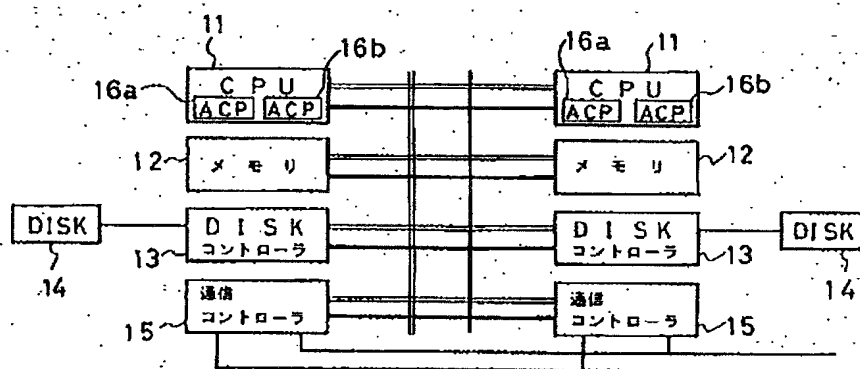 11 16b 16a 11
CPU CPU
16a 16b
ACP ACP ACP ACP
12 メモリ メモリ 12
DISK DISK DISK DISK
コントローラ コントローラ
14 13 13 14
通信 通信
コントローラ コントローラ
15 15